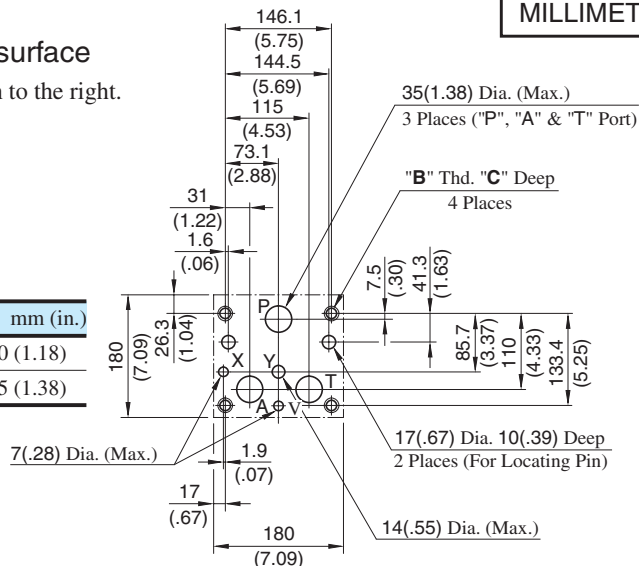 MILLIMET
surface
n to the right.
146.1
(5.75)
144.5
(5.69)
115
(4.53)
73.1
(2.88)
31
(1.22)
1.6
(.06)
35(1.38) Dia. (Max.)
3 Places ("P", "A" & "T" Port)
"B" Thd. "C" Deep
4 Places
7.5
(.30)
41.3
(1.63)
85.7
(3.37)
110
(4.33)
133.4
(5.25)
180
(7.09)
26.3
(1.04)
mm (in.)
0 (1.18)
5 (1.38)
P
X
Y
T
A
V
7(.28) Dia. (Max.)
1.9
(.07)
17
(.67)
180
(7.09)
17(.67) Dia. 10(.39) Deep
2 Places (For Locating Pin)
14(.55) Dia. (Max.)